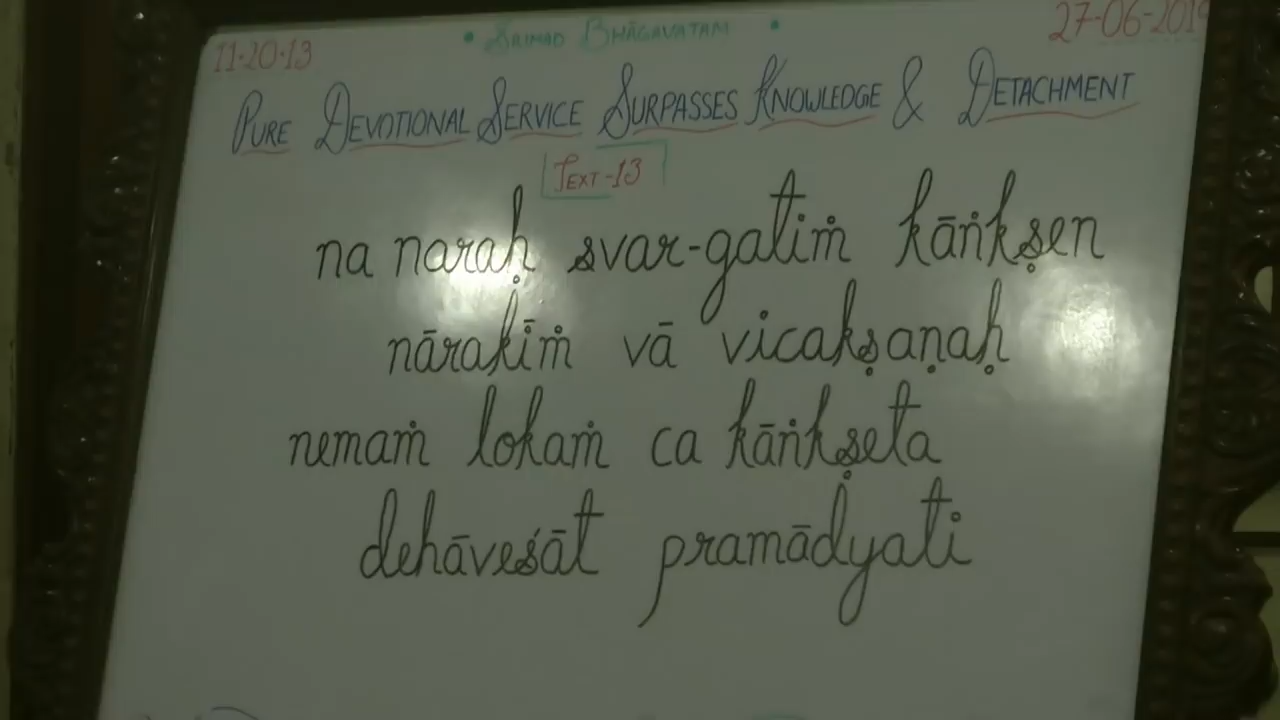 • SRIMAD BHĀGAVATAM •
11·20·13
27-06-2019
PURE DEVOTIONAL SERVICE SURPASSES KNOWLEDGE & DETACHMENT
TEXT-13
na naraḥ svar-gatiṁ kāṅkṣen
nārakīṁ vā vicakṣaṇaḥ
nemaṁ lokaṁ ca kāṅkṣeta
dehāveśāt pramādyati